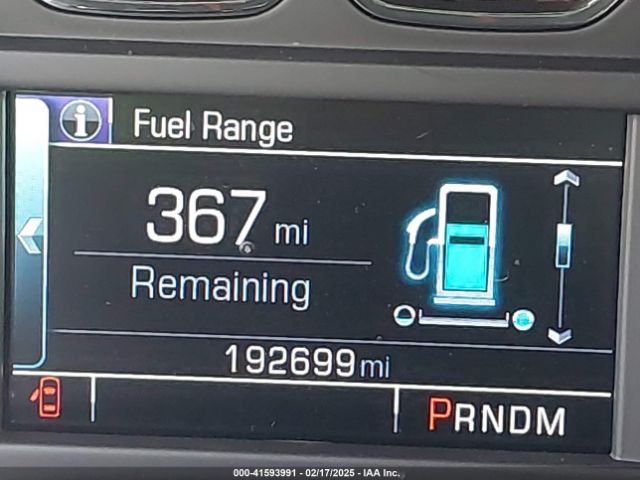 i Fuel Range
367 mi
Remaining
192699 mi
PRNDM
000-41593991 - 02/17/2025 - IAA Inc.